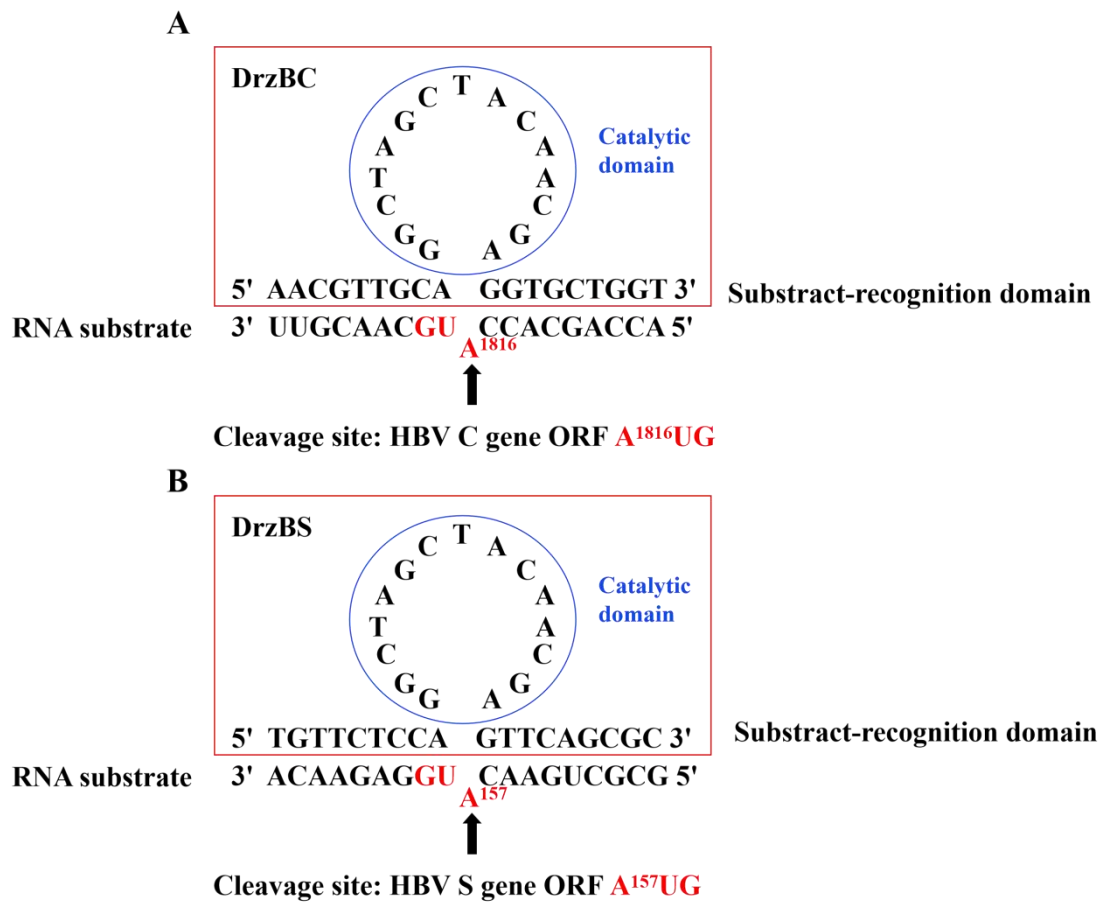 A
DrzBC
G G C T A G C T A C A A C G A
Catalytic
domain
5' AACGTTGCA GGTGCTGGT 3'
Substract-recognition domain
RNA substrate
3' UUGCAACGU CCACGACCA 5'
A1816
Cleavage site: HBV C gene ORF A1816UG
B
DrzBS
G G C T A G C T A C A A C G A
Catalytic
domain
5' TGTTCTCCA GTTCAGCGC 3'
Substract-recognition domain
RNA substrate
3' ACAAGAGGU CAAGUCGCG 5'
A157
Cleavage site: HBV S gene ORF A157UG